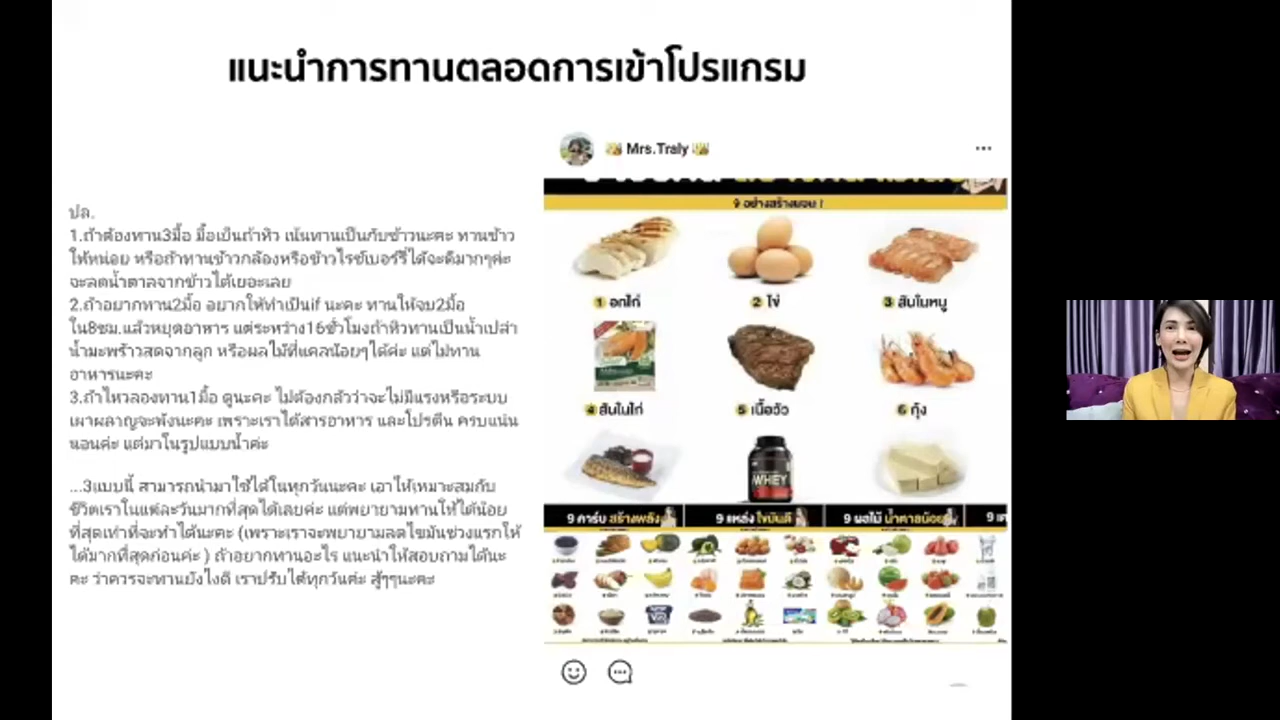 แนะนำการทานตลอดการเข้าโปรแกรม
ปล.
1.ถ้าต้องทาน3มื้อ มื้อเย็นถ้าหิว เน้นทานเป็นกับข้าวนะคะ ทานข้าว
ให้หน่อย หรือถ้าทานข้าวกล้องหรือข้าวไรซ์เบอร์รี่ได้จะดีมากๆค่ะ
จะลดน้ำตาลจากข้าวได้เยอะเลย
2.ถ้าอยากทาน2มื้อ อยากให้ทำเป็นif นะคะ ทานให้จบ2มื้อ
ใน8ชม.แล้วหยุดอาหาร แต่ระหว่าง16ชั่วโมงถ้าหิวทานเป็นน้ำเปล่า
น้ำมะพร้าวสดจากลูก หรือผลไม้ที่แคลน้อยๆได้ค่ะ แต่ไม่ทาน
อาหารนะคะ
3.ถ้าไหวลองทาน1มื้อ ดูนะคะ ไม่ต้องกลัวว่าจะไม่มีแรงหรือระบบ
เผาผลาญจะพังนะคะ เพราะเราได้สารอาหาร และโปรตีน ครบแน่น
นอนค่ะ แต่มาในรูปแบบน้ำค่ะ
...3แบบนี้ สามารถนำมาใช้ได้ในทุกวันนะคะ เอาให้เหมาะสมกับ
ชีวิตเราในแต่ละวันมากที่สุดได้เลยค่ะ แต่พยายามทานให้ได้น้อย
ที่สุดเท่าที่จะทำได้นะคะ (เพราะเราจะพยายามลดไขมันช่วงแรกให้
ได้มากที่สุดก่อนค่ะ ) ถ้าอยากทานอะไร แนะนำให้สอบถามได้นะ
คะ ว่าควรจะทานยังไงดี เราปรับได้ทุกวันค่ะ สู้ๆๆนะคะ
Mrs.Traly
9 อย่างสร้างผอม !
1 อกไก่
2 ไข่
3 สันในหมู
4 สันในไก่
5 เนื้อวัว
6 กุ้ง
WHEY
9 คาร์บ สร้างพลัง
9 แหล่ง ไขมันดี
9 ผลไม้ น้ำตาลน้อย